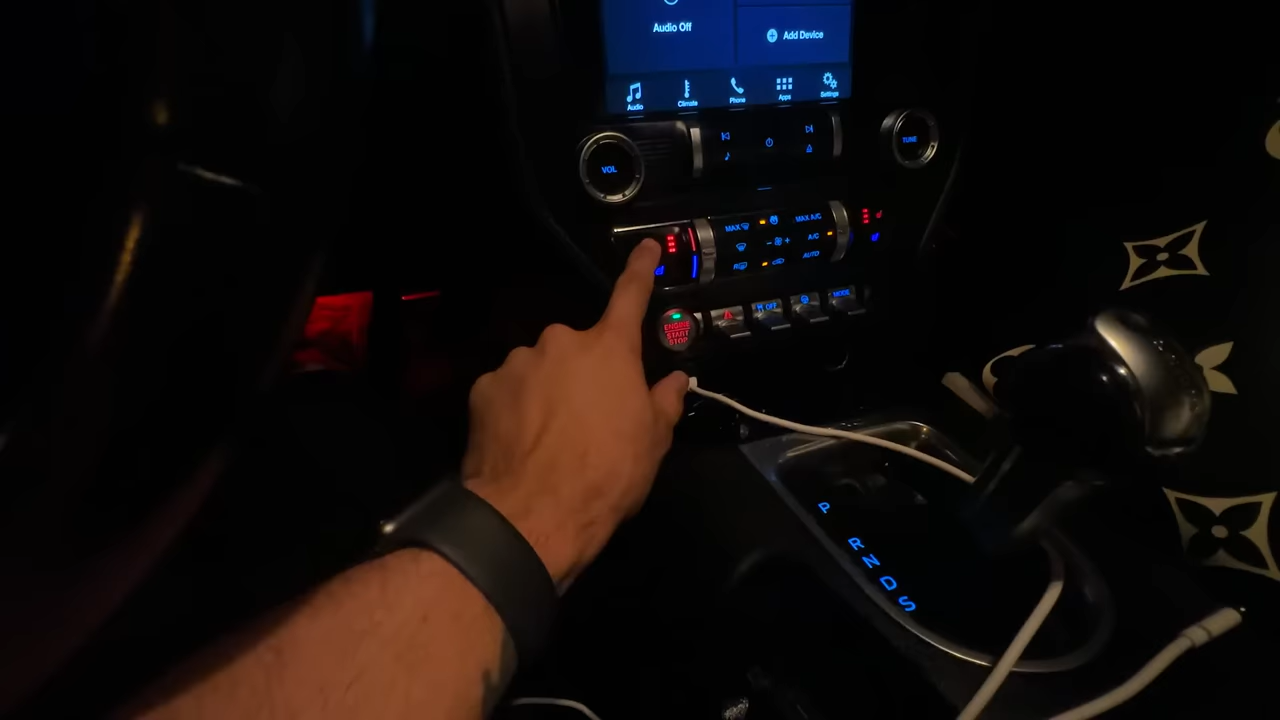 Audio Off
Add Device
Audio
Climate
Phone
Apps
Settings
VOL
TUNE
MAX
MAX A/C
A/C
R
AUTO
ENGINE
START
STOP
OFF
MODE
P
R
N
D
S